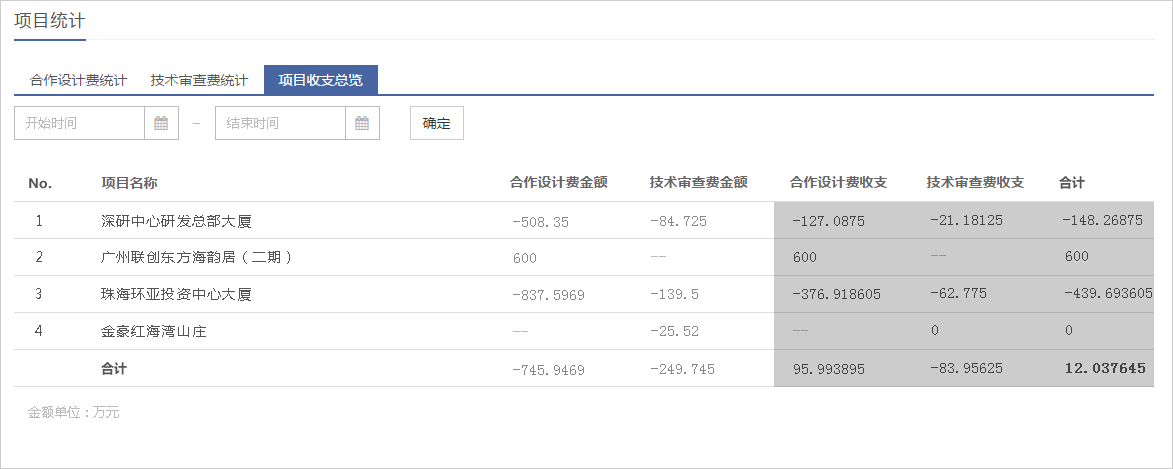 项目统计
合作设计费统计 技术审查费统计 项目收支总览
开始时间 – 结束时间 确定
No. 项目名称 合作设计费金额 技术审查费金额 合作设计费收支 技术审查费收支 合计
1 深研中心研发总部大厦 -508.35 -84.725 -127.0875 -21.18125 -148.26875
2 广州联创东方海韵居（二期） 600 -- 600 -- 600
3 珠海环亚投资中心大厦 -837.5969 -139.5 -376.918605 -62.775 -439.693605
4 金豪红海湾山庄 -- -25.52 -- 0 0
合计 -745.9469 -249.745 95.993895 -83.95625 12.037645
金额单位：万元